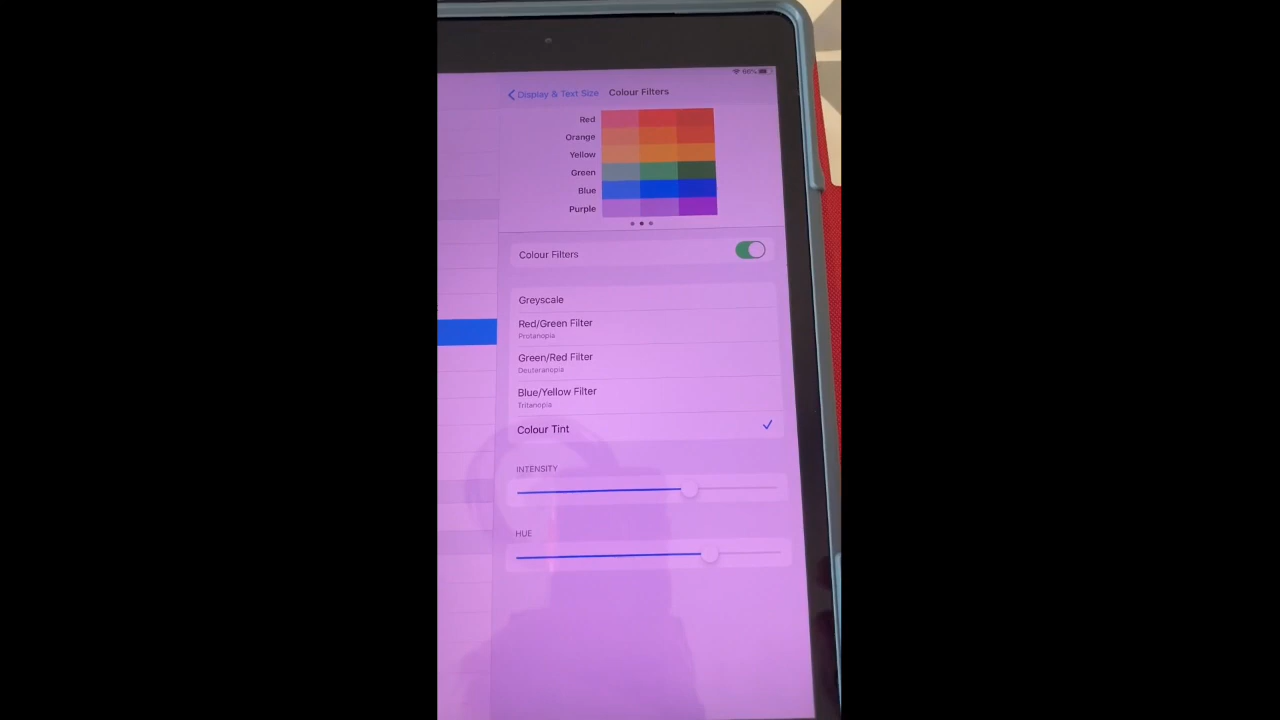 66%
Display & Text Size Colour Filters
Red
Orange
Yellow
Green
Blue
Purple
Colour Filters
Greyscale
Red/Green Filter
Protanopia
Green/Red Filter
Deuteranopia
Blue/Yellow Filter
Tritanopia
Colour Tint
INTENSITY
HUE